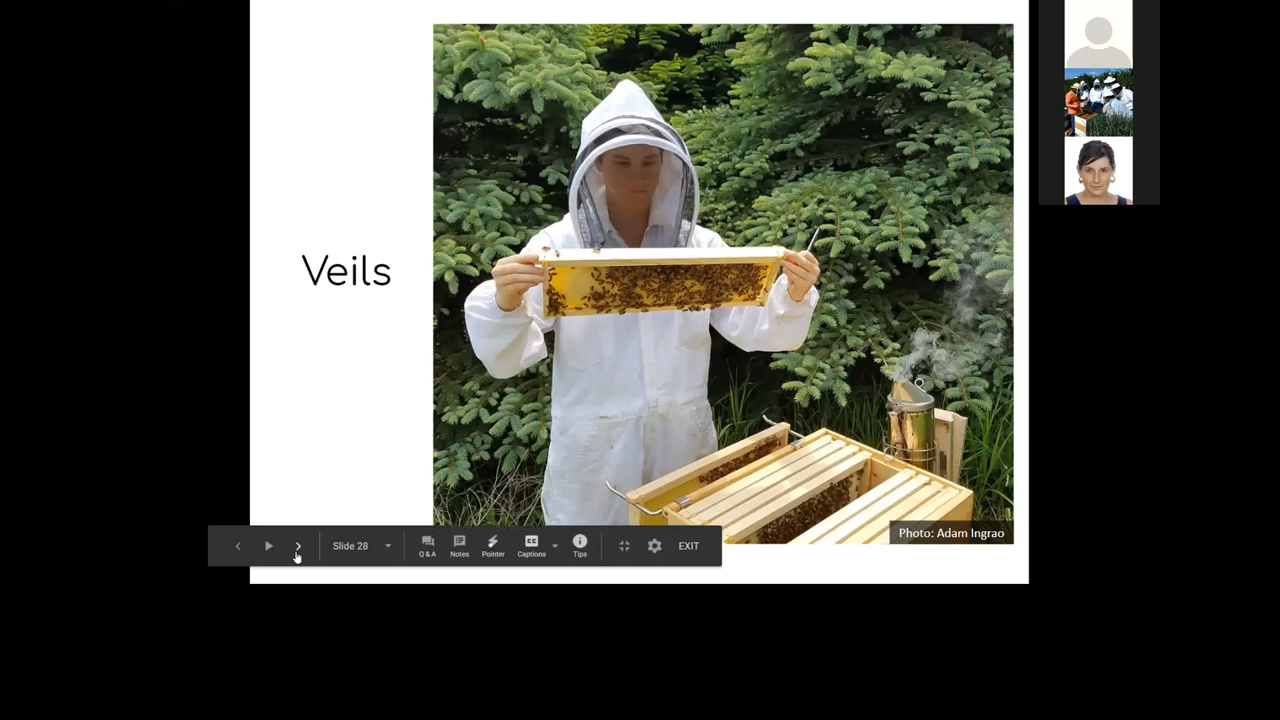 Veils
Photo: Adam Ingrao
Slide 28
Q & A
Notes
Pointer
Captions
Tips
EXIT